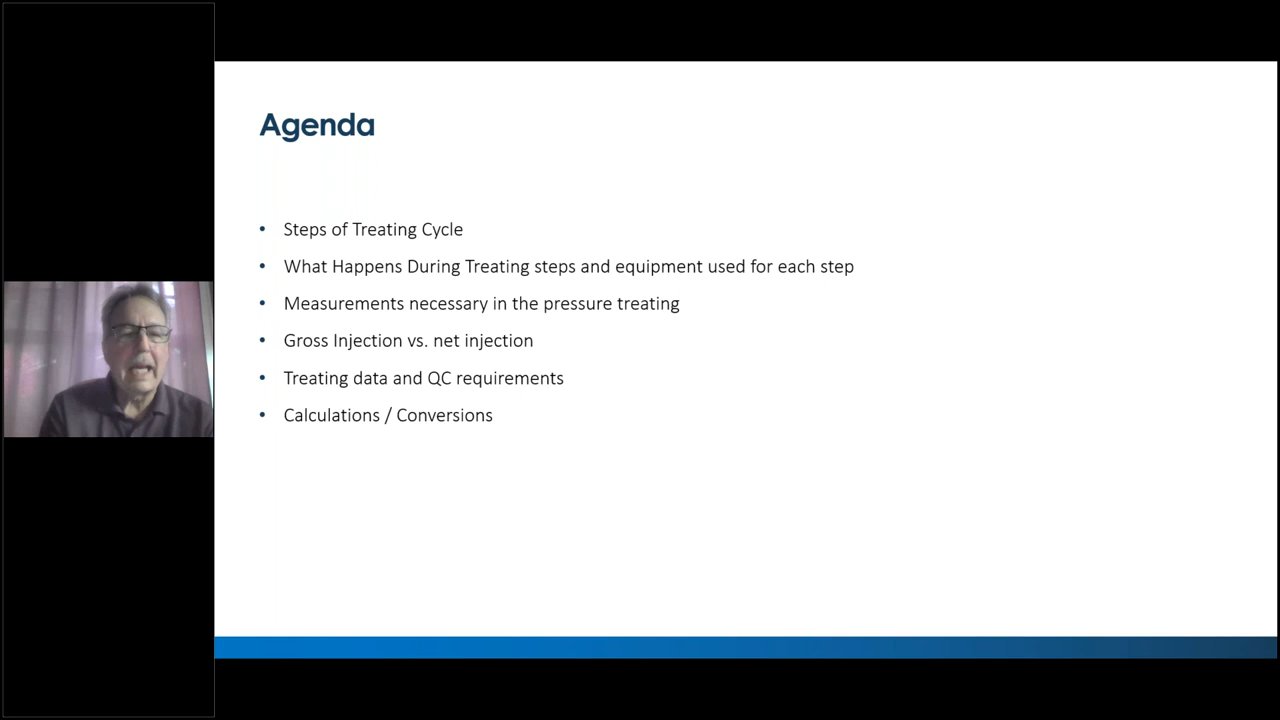 Agenda
• Steps of Treating Cycle
• What Happens During Treating steps and equipment used for each step
• Measurements necessary in the pressure treating
• Gross Injection vs. net injection
• Treating data and QC requirements
• Calculations / Conversions